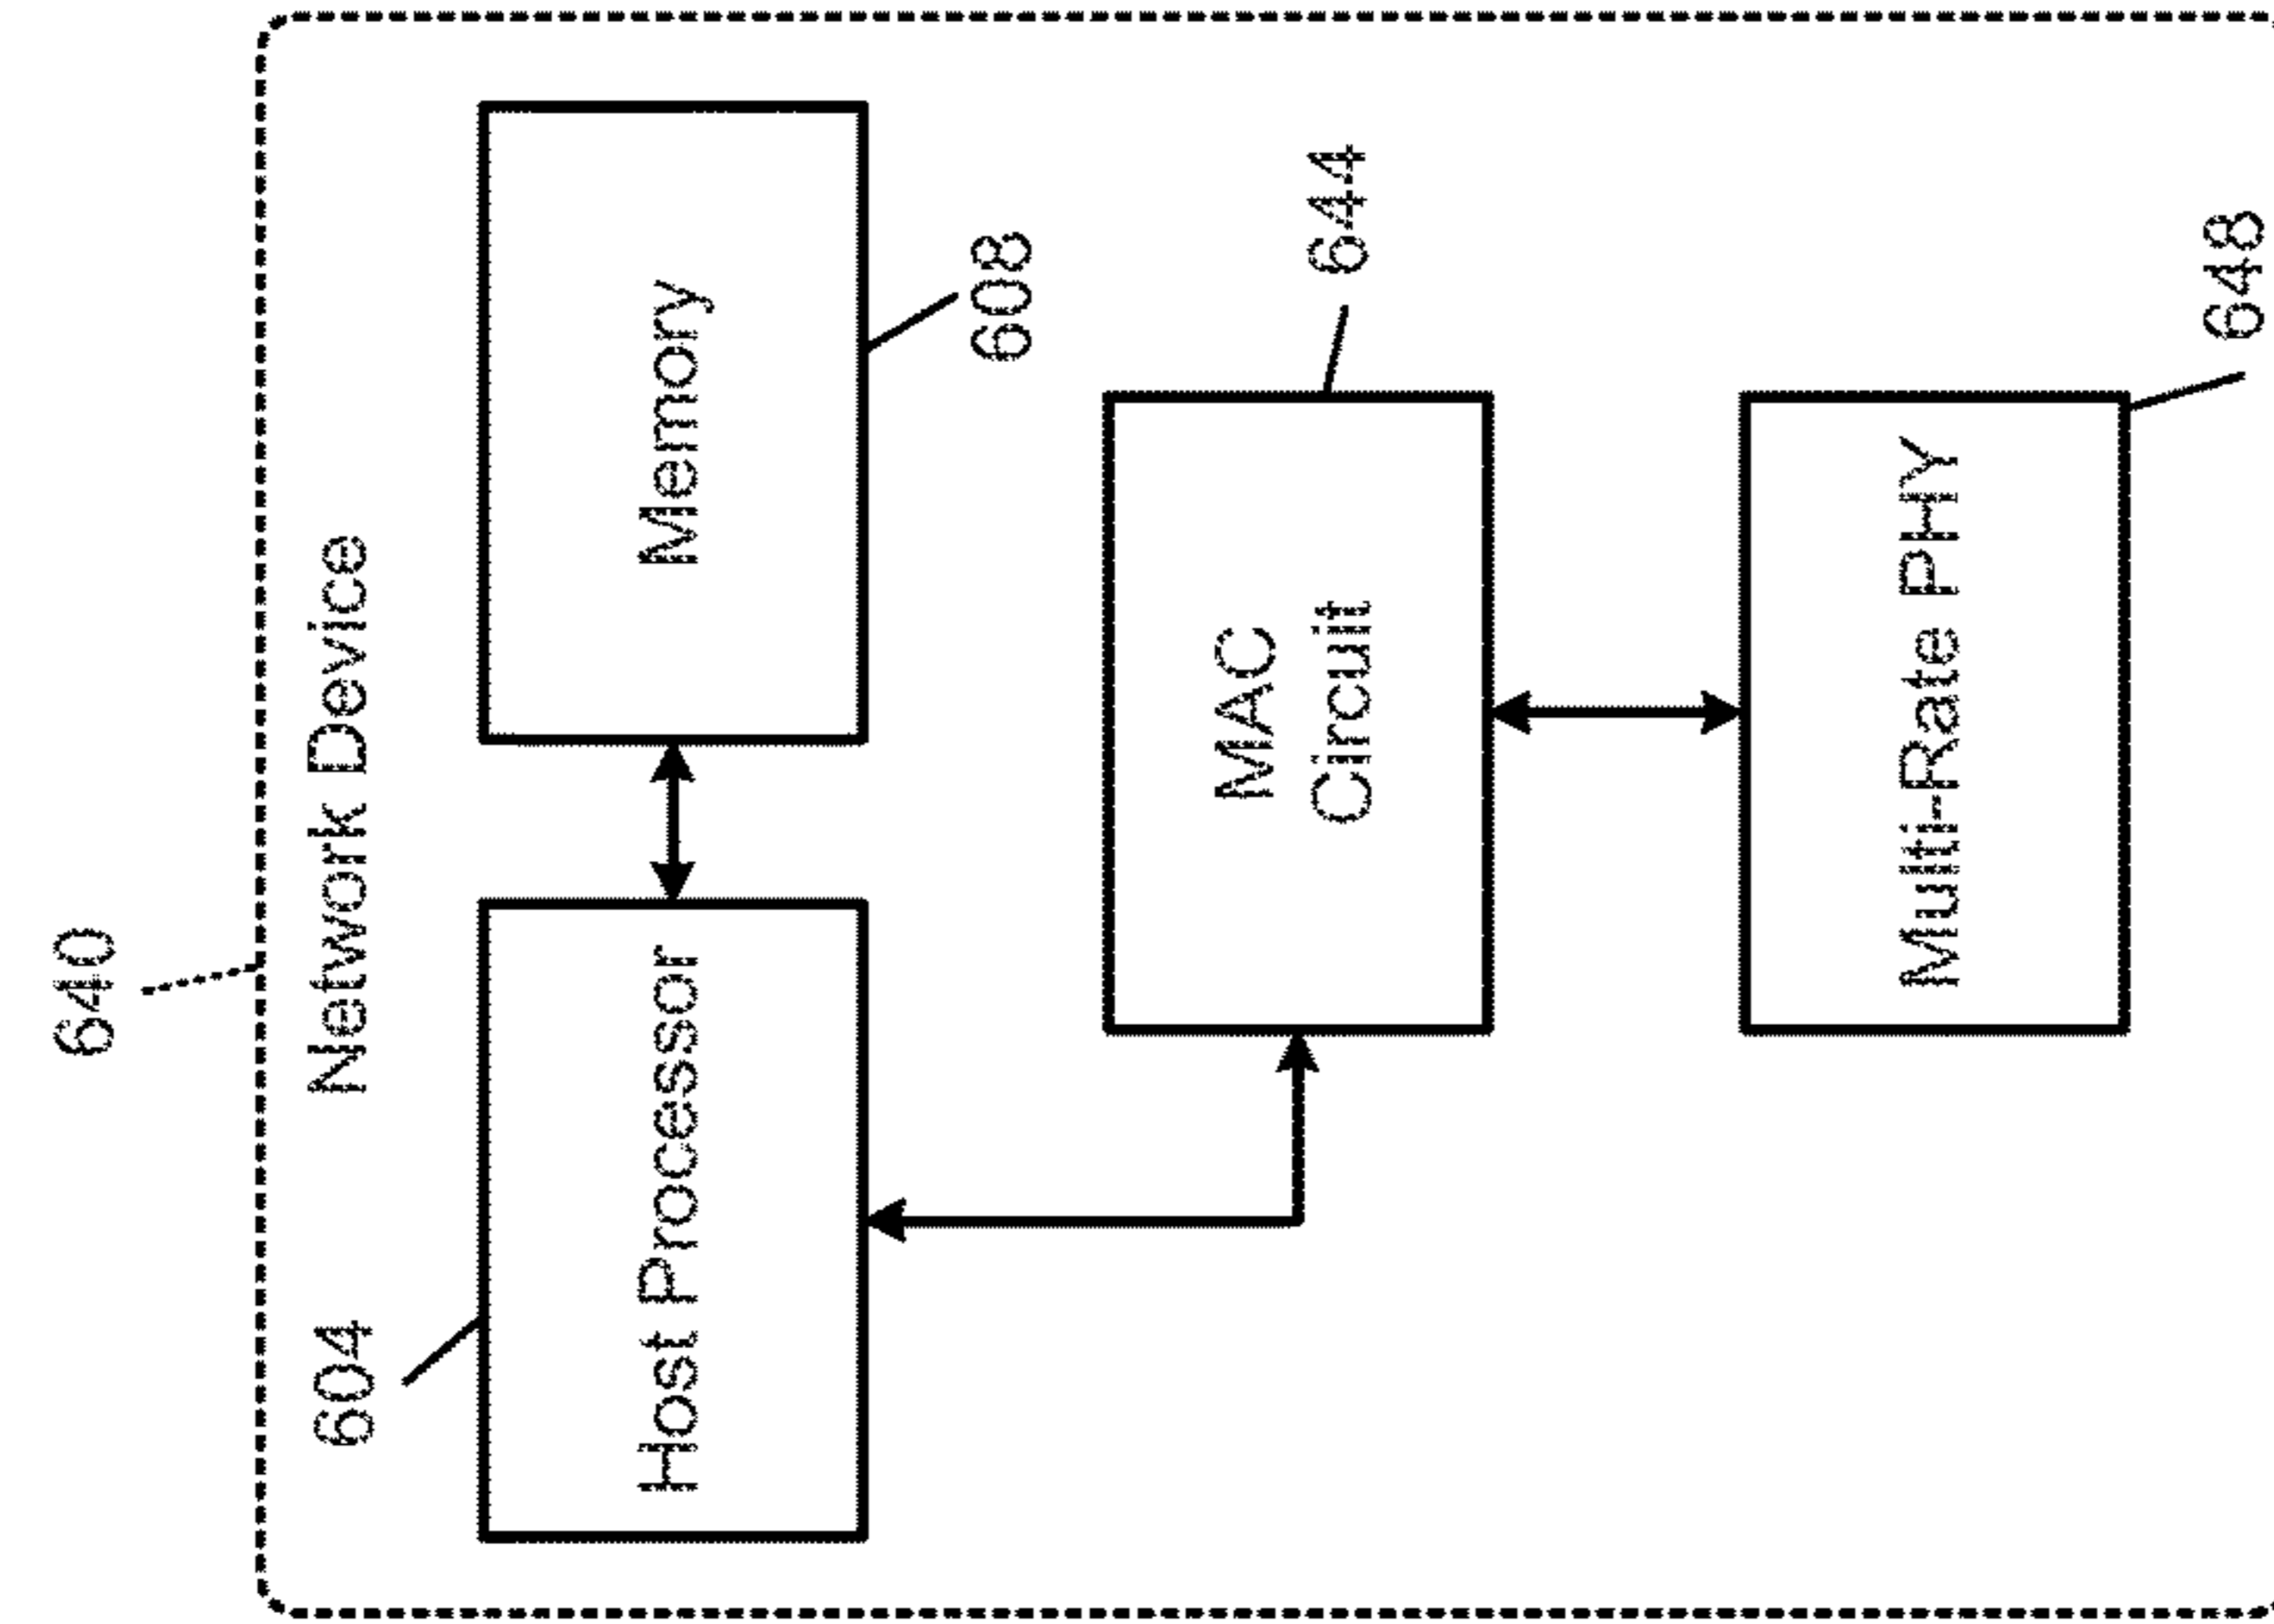 640
Network Device
604
Host Processor
Memory
608
MAC
Circuit
644
Multi-Rate PHY
648